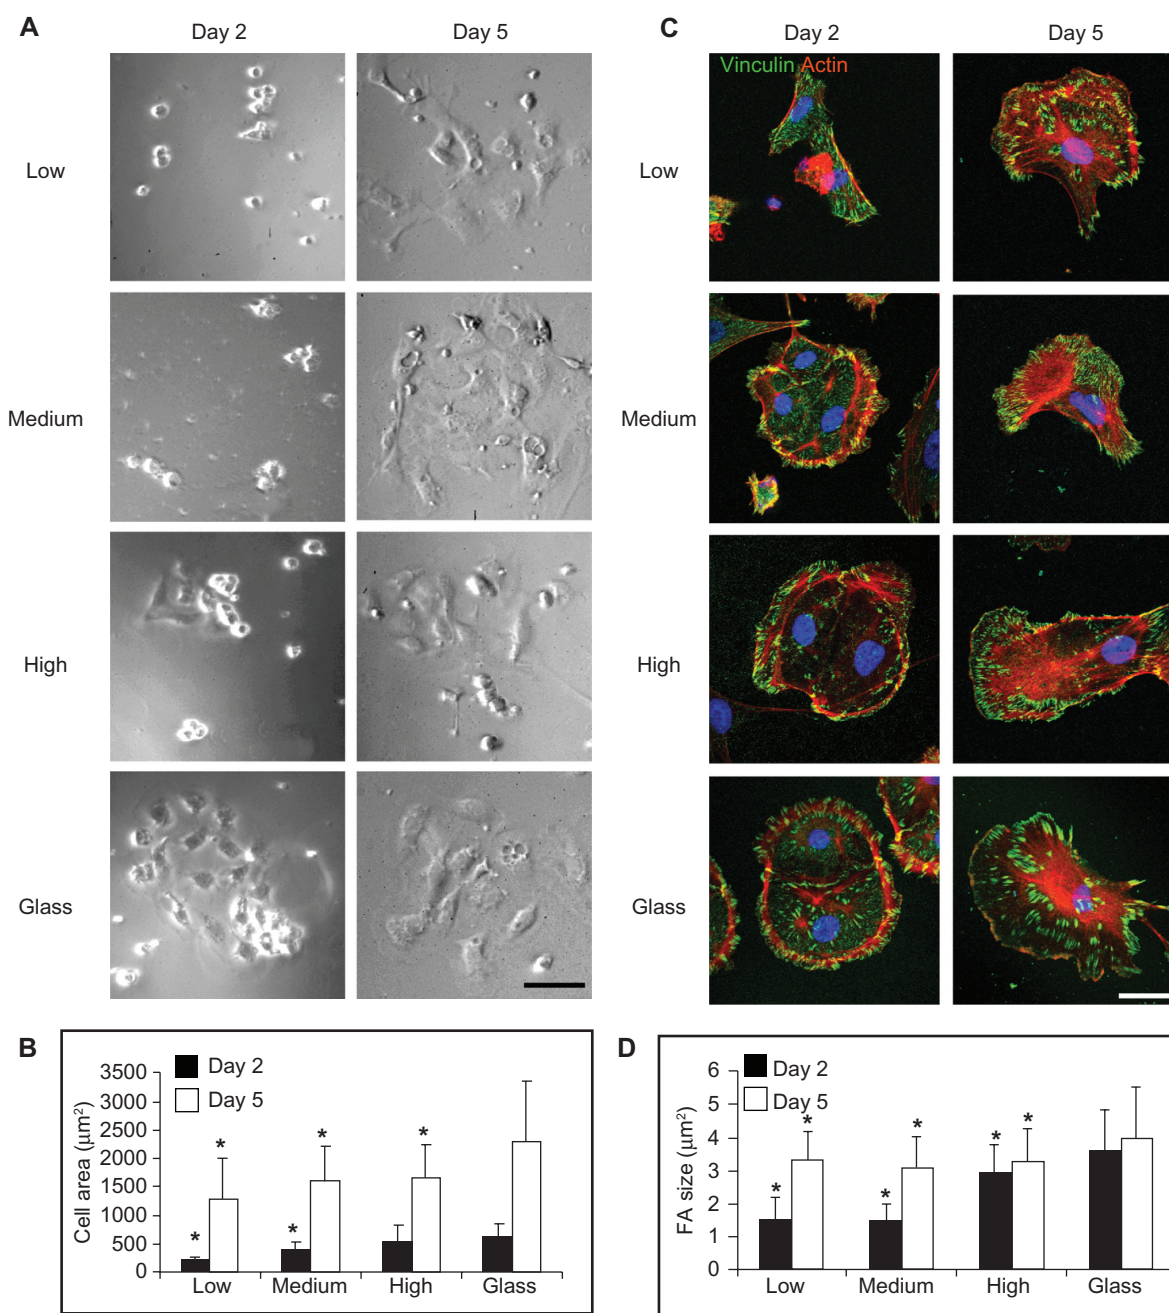 A
Day 2
Day 5
Low
Medium
High
Glass
B
Day 2
Day 5
Cell area (μm²)
3500
3000
2500
2000
1500
1000
500
0
* * * * *
Low Medium High Glass
C
Day 2
Day 5
Vinculin Actin
Low
Medium
High
Glass
D
Day 2
Day 5
FA size (μm²)
6
5
4
3
2
1
0
* * * * * *
Low Medium High Glass